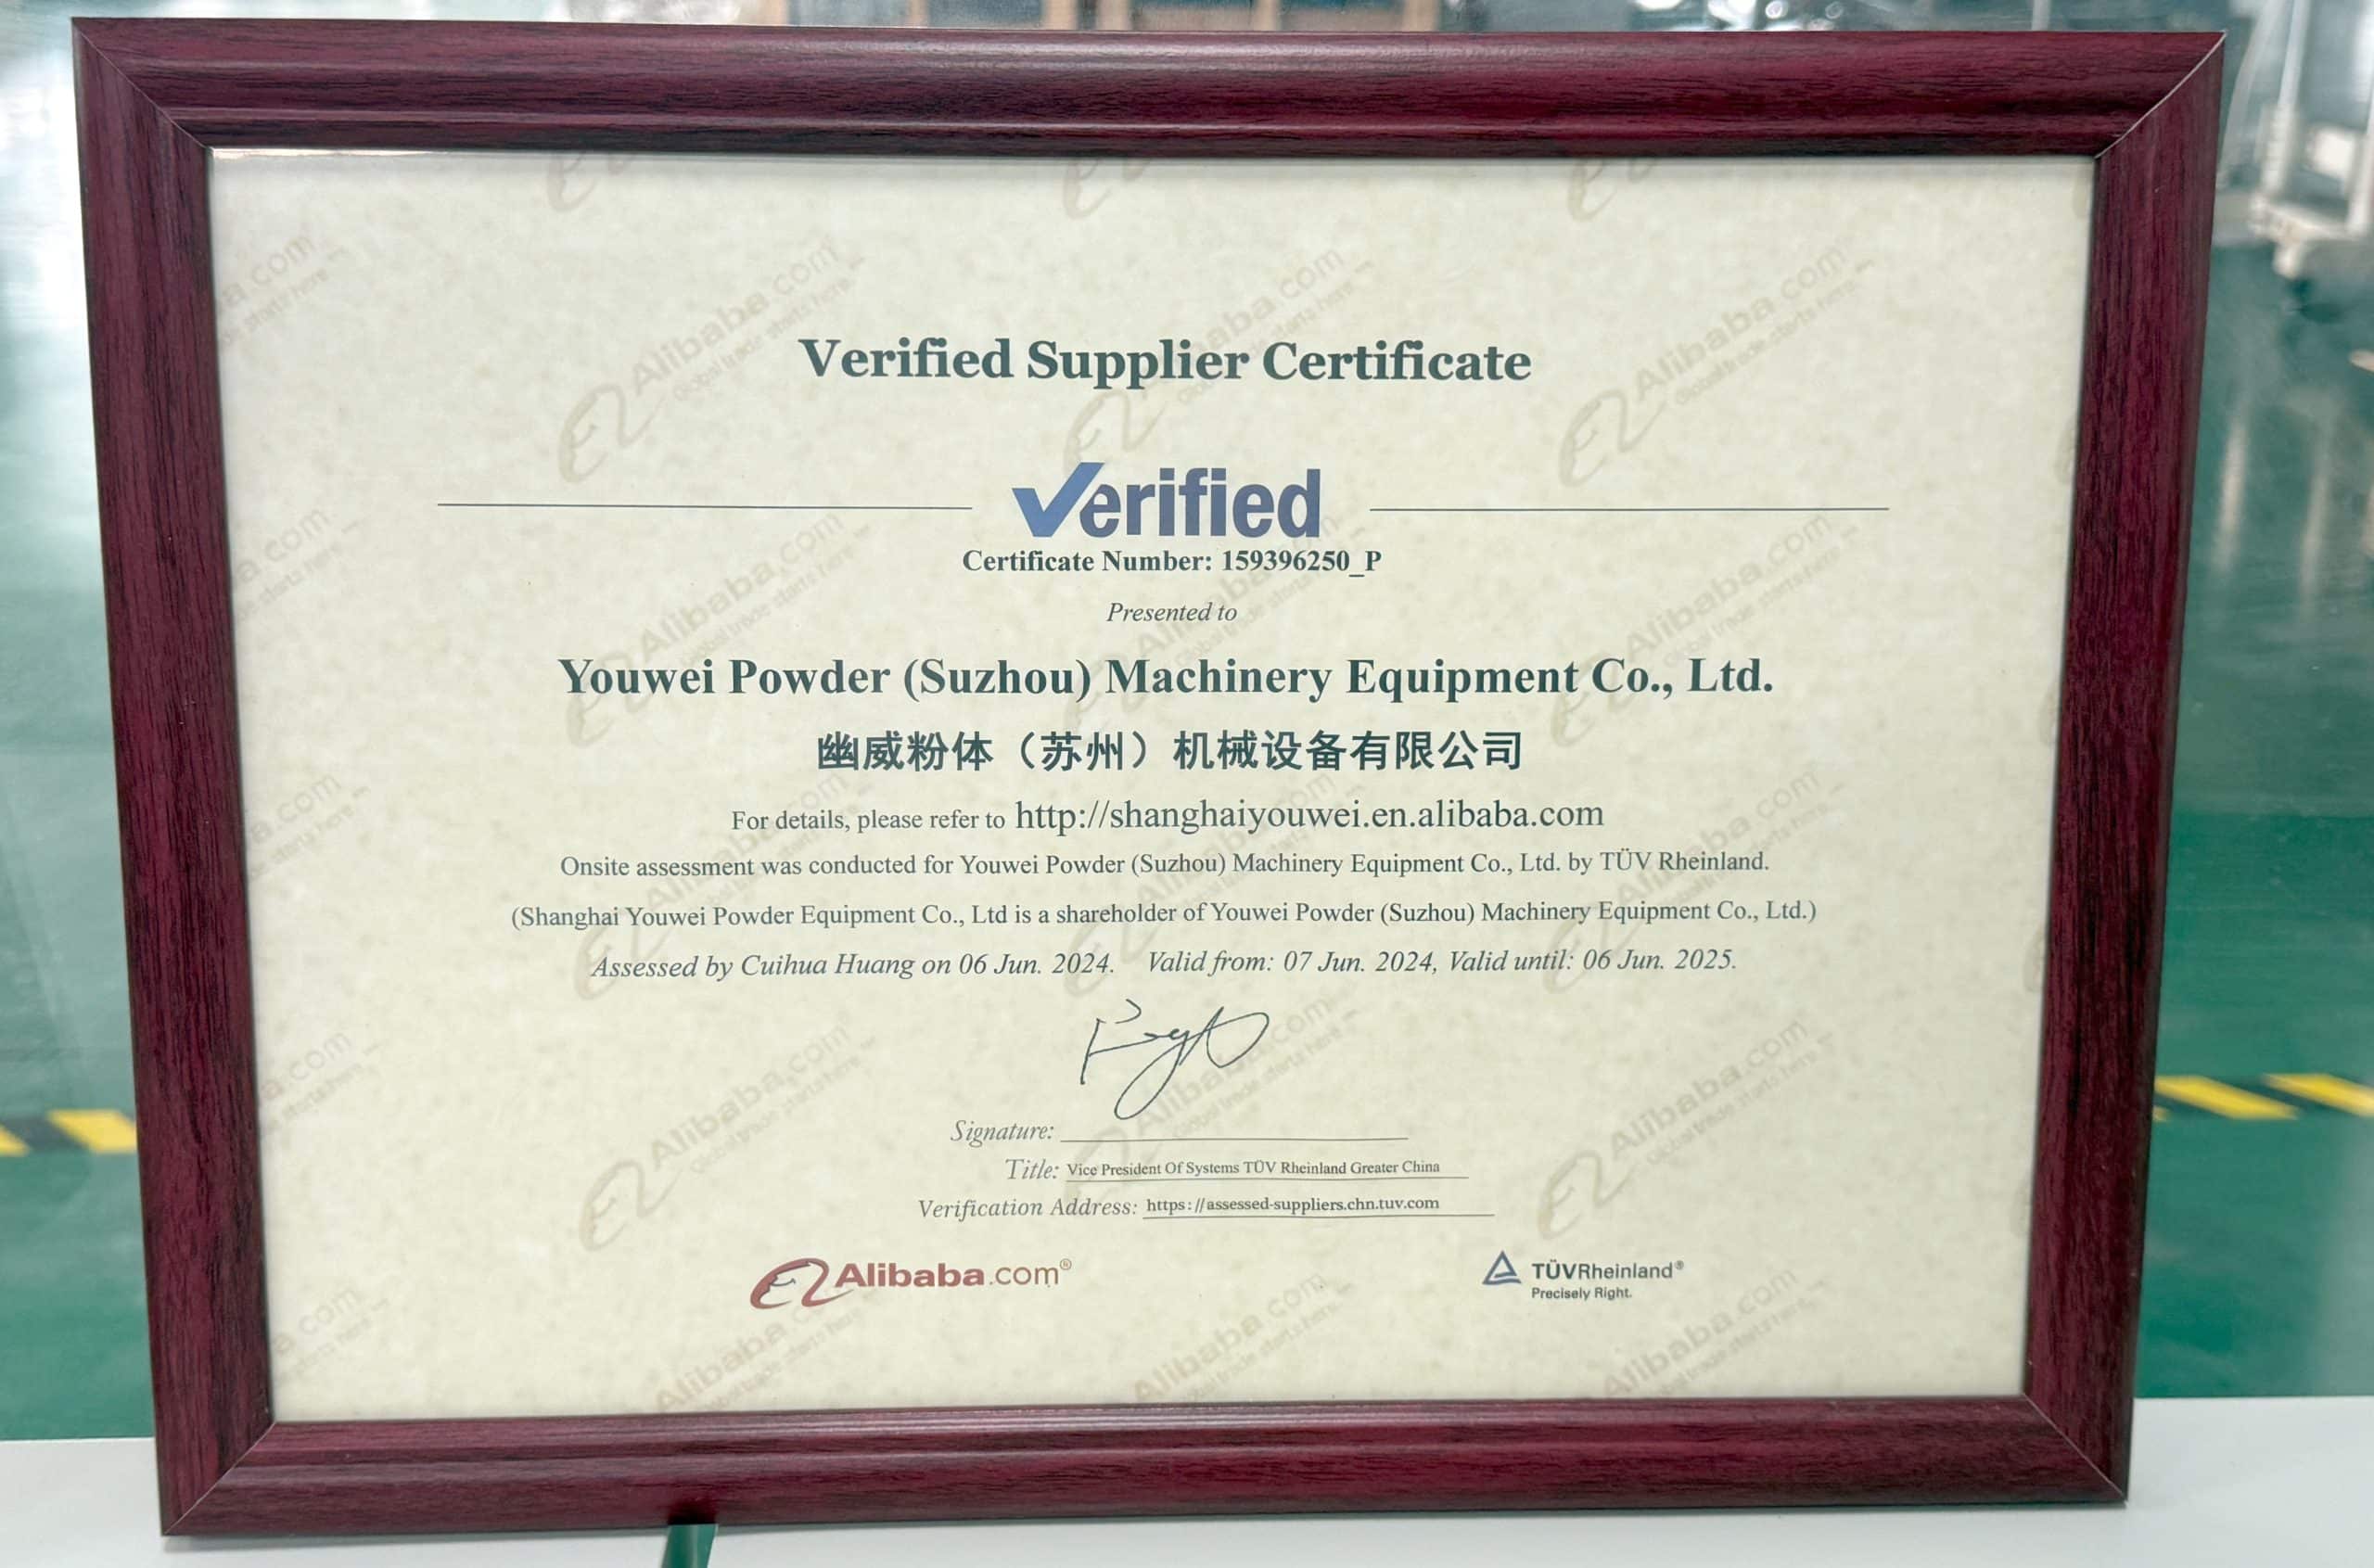 Verified Supplier Certificate
Verified
Certificate Number: 159396250_P
Presented to
Youwei Powder (Suzhou) Machinery Equipment Co., Ltd.
幽威粉体（苏州）机械设备有限公司
For details, please refer to http://shanghaiyouwei.en.alibaba.com
Onsite assessment was conducted for Youwei Powder (Suzhou) Machinery Equipment Co., Ltd. by TÜV Rheinland.
(Shanghai Youwei Powder Equipment Co., Ltd is a shareholder of Youwei Powder (Suzhou) Machinery Equipment Co., Ltd.)
Assessed by Cuihua Huang on 06 Jun. 2024. Valid from: 07 Jun. 2024, Valid until: 06 Jun. 2025.
Signature:
Title: Vice President Of Systems TÜV Rheinland Greater China
Verification Address: https://assessed-suppliers.chn.tuv.com
Alibaba.com®
TÜVRheinland®
Precisely Right.